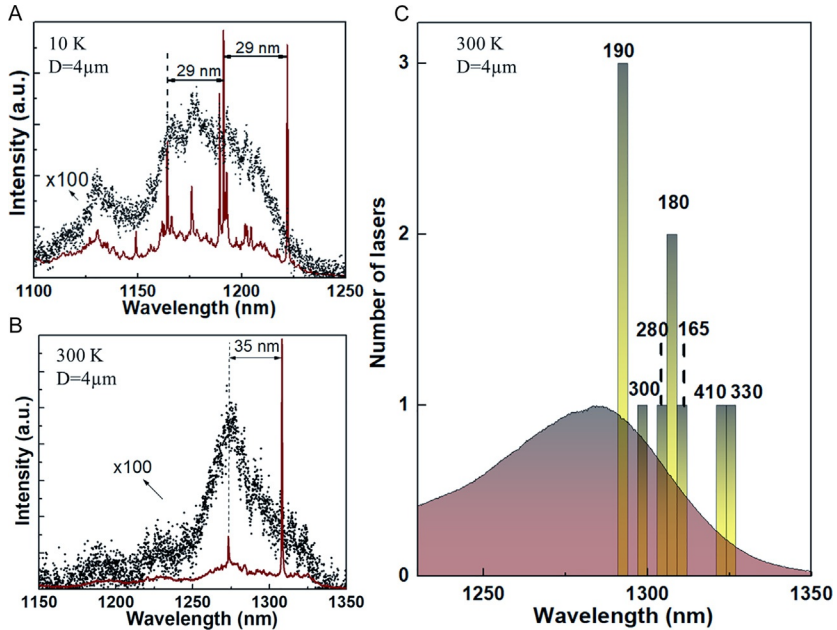 A
10 K
D=4µm
29 nm
29 nm
x100
Intensity (a.u.)
1100 1150 1200 1250
Wavelength (nm)
B
300 K
D=4µm
35 nm
x100
Intensity (a.u.)
1150 1200 1250 1300 1350
Wavelength (nm)
C
300 K
D=4µm
190
180
280 165
300 410 330
Number of lasers
3
2
1
0
1250 1300 1350
Wavelength (nm)